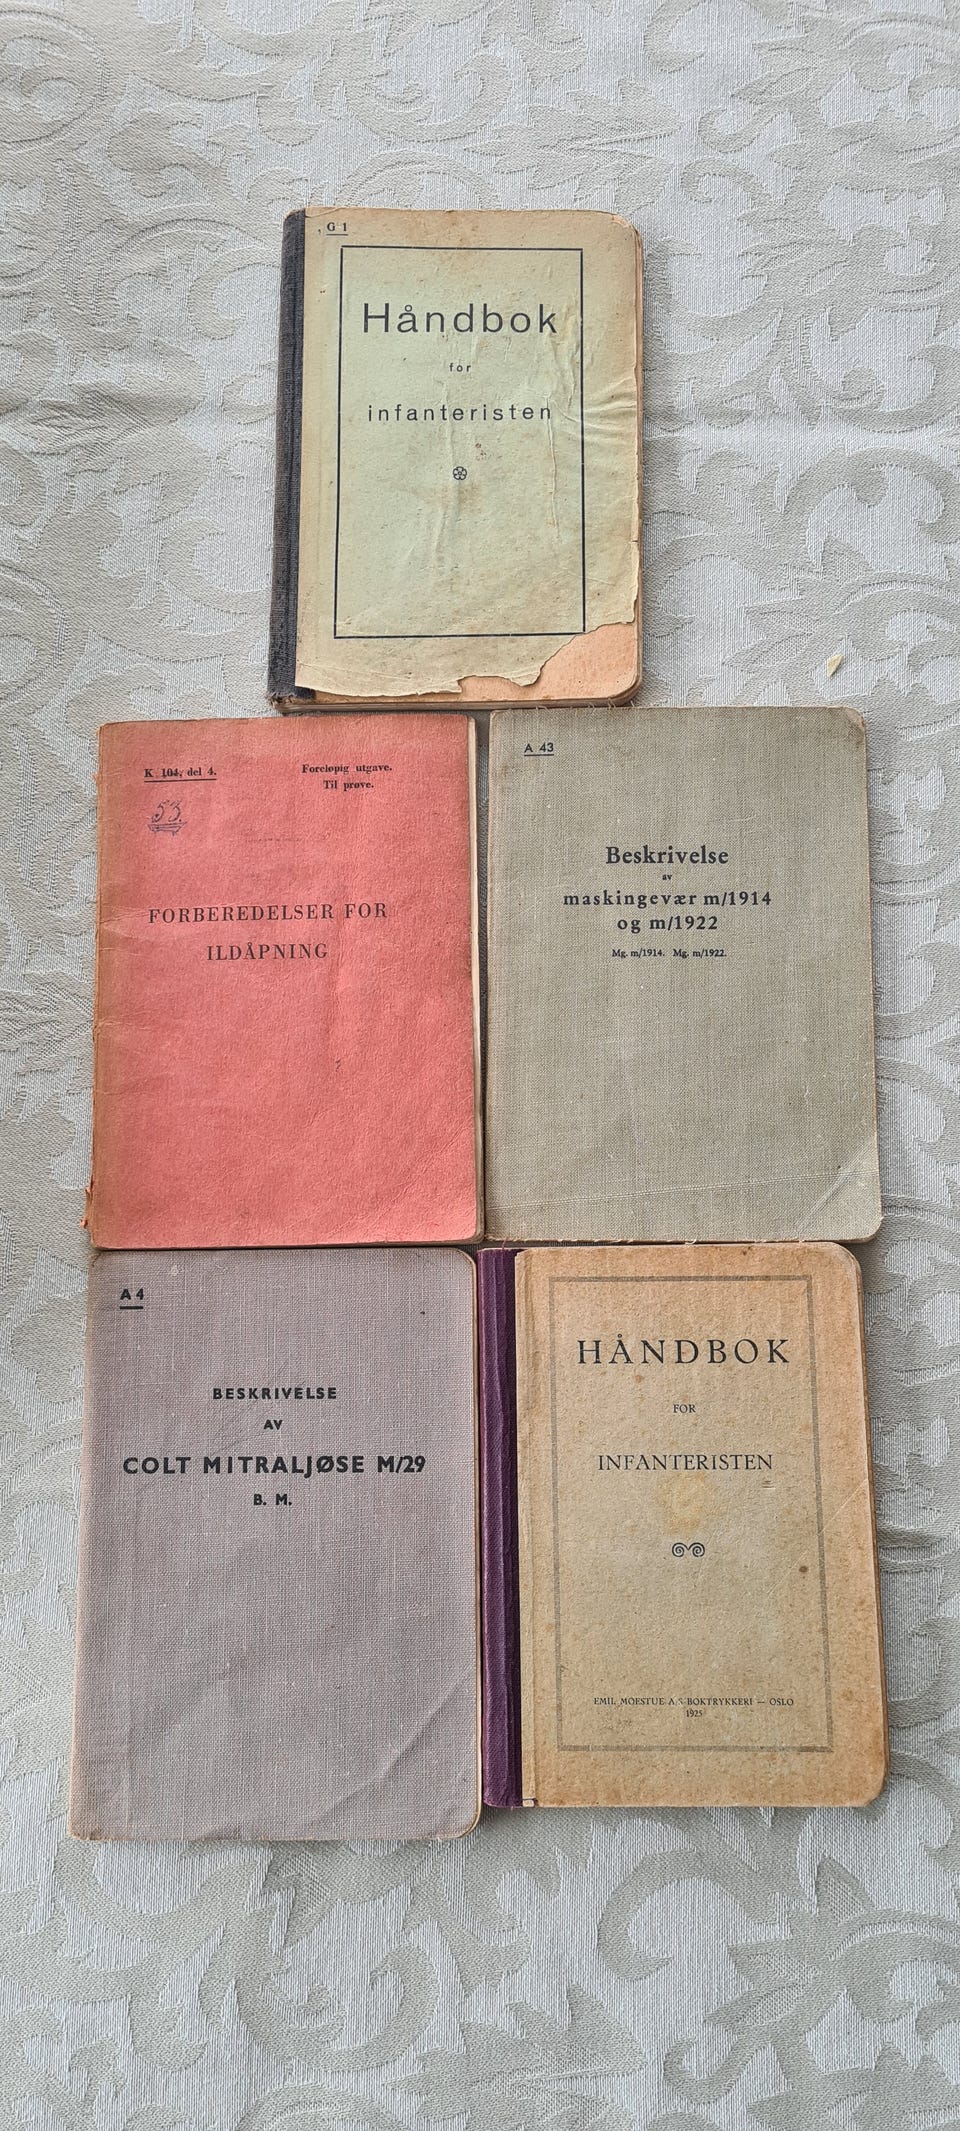 G 1
Håndbok
for
infanteristen
K 104, del 4.
Foreløpig utgave.
Til prøve.
53.
FORBEREDELSER FOR
ILDÅPNING
A 43
Beskrivelse
av
maskingevær m/1914
og m/1922
Mg. m/1914. Mg. m/1922.
A 4
BESKRIVELSE
AV
COLT MITRALJØSE M/29
B. M.
HÅNDBOK
FOR
INFANTERISTEN
EMIL MOESTUE A.S BOKTRYKKERI — OSLO
1925